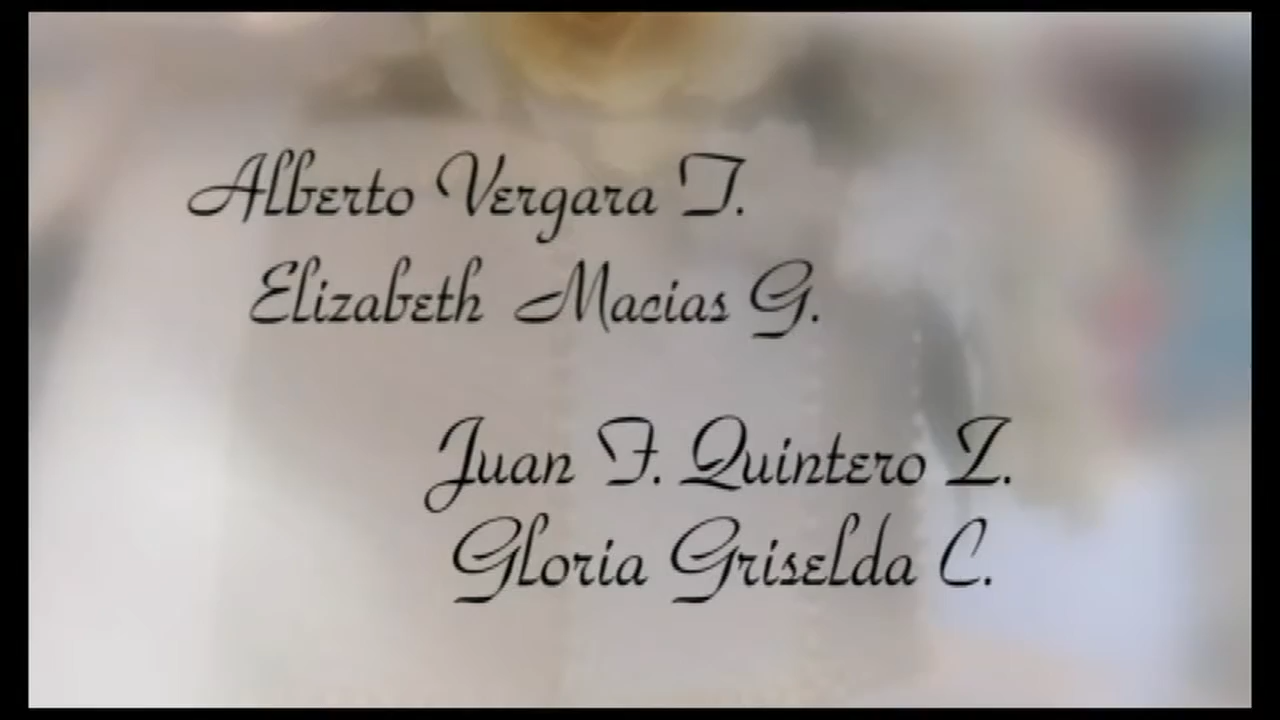 Alberto Vergara T.
Elizabeth Macias G.
Juan F. Quintero Z.
Gloria Griselda C.